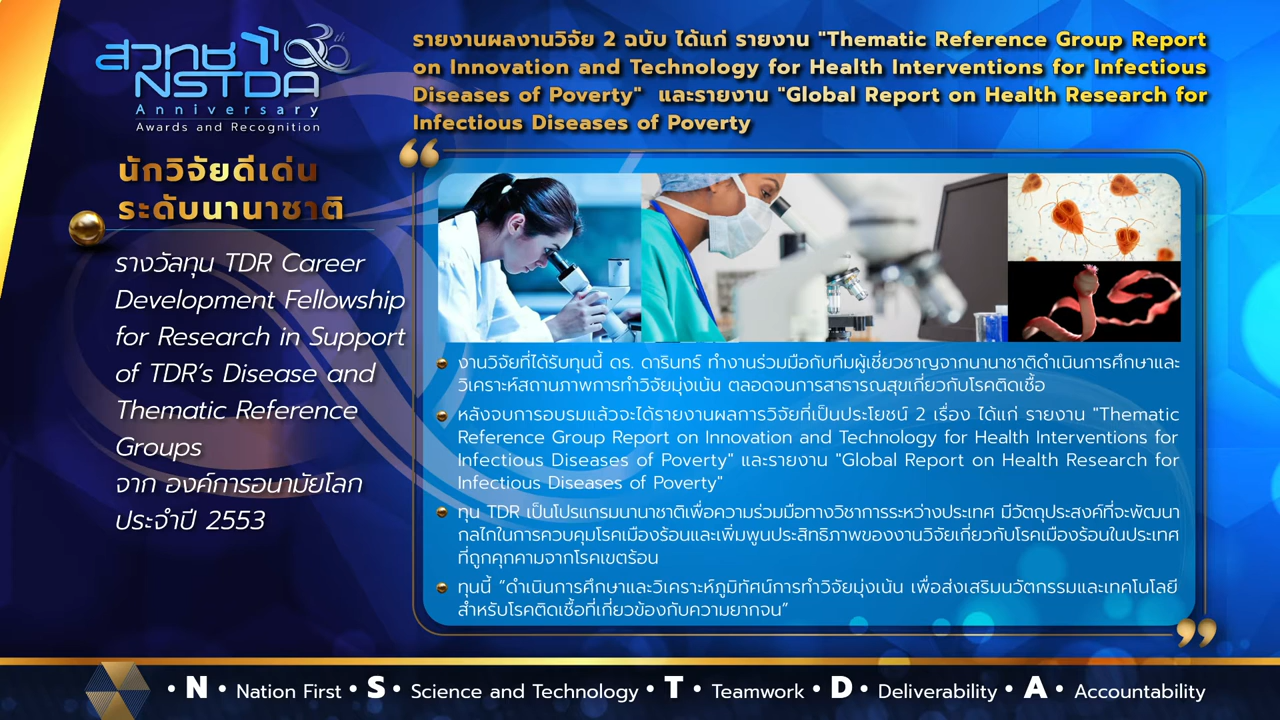 สวทช
30th
NSTDA
Anniversary
Awards and Recognition
นักวิจัยดีเด่น
ระดับนานาชาติ
รางวัลทุน TDR Career
Development Fellowship
for Research in Support
of TDR’s Disease and
Thematic Reference
Groups
จาก องค์การอนามัยโลก
ประจำปี 2553
รายงานผลงานวิจัย 2 ฉบับ ได้แก่ รายงาน "Thematic Reference Group Report
on Innovation and Technology for Health Interventions for Infectious
Diseases of Poverty" และรายงาน "Global Report on Health Research for
Infectious Diseases of Poverty
งานวิจัยที่ได้รับทุนนี้ ดร. ดารินทร์ ทำงานร่วมมือกับทีมผู้เชี่ยวชาญจากนานาชาติดำเนินการศึกษาและ
วิเคราะห์สถานภาพการทำวิจัยมุ่งเน้น ตลอดจนการสาธารณสุขเกี่ยวกับโรคติดเชื้อ
หลังจบการอบรมแล้วจะได้รายงานผลการวิจัยที่เป็นประโยชน์ 2 เรื่อง ได้แก่ รายงาน "Thematic
Reference Group Report on Innovation and Technology for Health Interventions for
Infectious Diseases of Poverty" และรายงาน "Global Report on Health Research for
Infectious Diseases of Poverty"
ทุน TDR เป็นโปรแกรมนานาชาติเพื่อความร่วมมือทางวิชาการระหว่างประเทศ มีวัตถุประสงค์ที่จะพัฒนา
กลไกในการควบคุมโรคเมืองร้อนและเพิ่มพูนประสิทธิภาพของงานวิจัยเกี่ยวกับโรคเมืองร้อนในประเทศ
ที่ถูกคุกคามจากโรคเขตร้อน
ทุนนี้ “ดำเนินการศึกษาและวิเคราะห์ภูมิทัศน์การทำวิจัยมุ่งเน้น เพื่อส่งเสริมนวัตกรรมและเทคโนโลยี
สำหรับโรคติดเชื้อที่เกี่ยวข้องกับความยากจน”
• N • Nation First • S • Science and Technology • T • Teamwork • D • Deliverability • A • Accountability